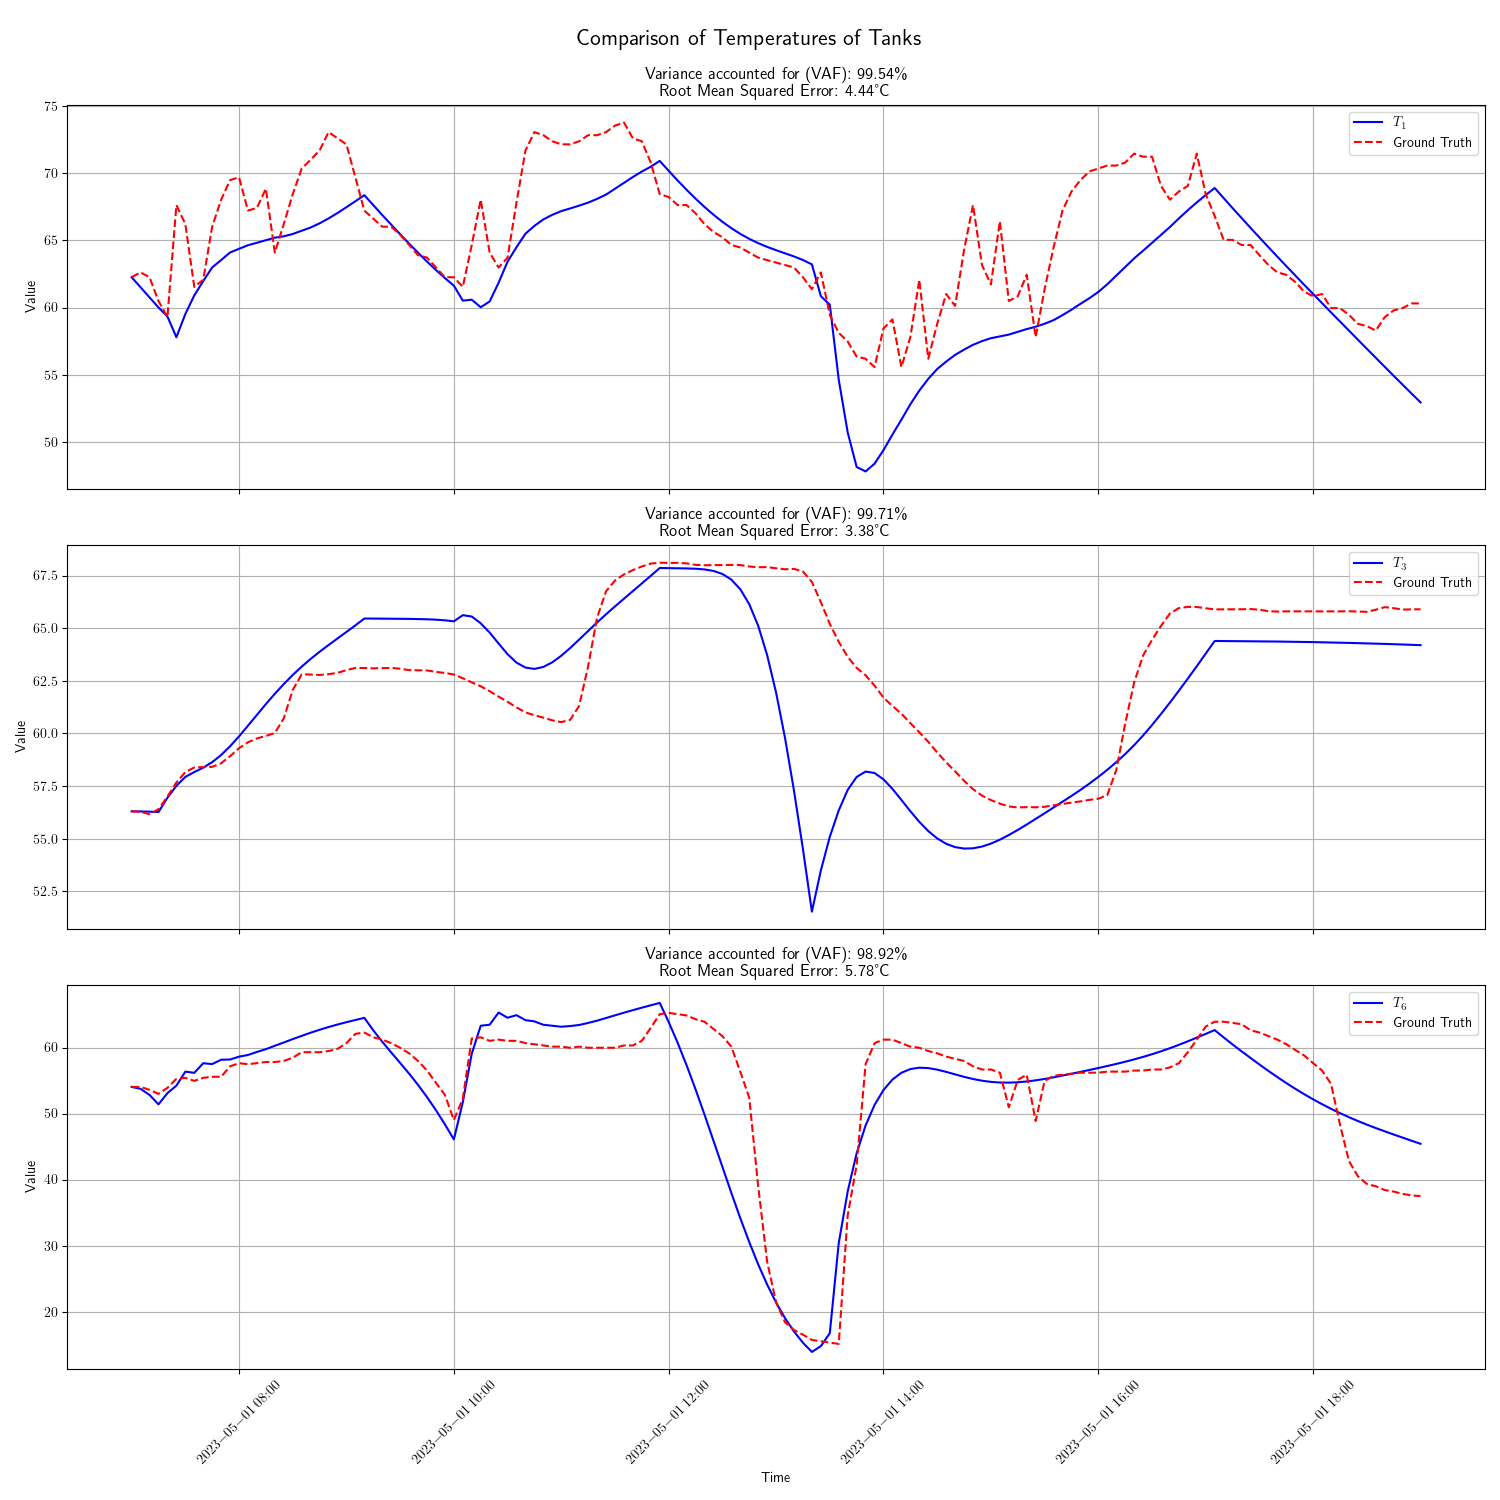 Comparison of Temperatures of Tanks
Variance accounted for (VAF): 99.54%
Root Mean Squared Error: 4.44°C
75
70
65
60
55
50
Value
T₁
Ground Truth
Variance accounted for (VAF): 99.71%
Root Mean Squared Error: 3.38°C
67.5
65.0
62.5
60.0
57.5
55.0
52.5
Value
T₃
Ground Truth
Variance accounted for (VAF): 98.92%
Root Mean Squared Error: 5.78°C
60
50
40
30
20
Value
T₆
Ground Truth
2023-05-01 08:00
2023-05-01 10:00
2023-05-01 12:00
2023-05-01 14:00
2023-05-01 16:00
2023-05-01 18:00
Time